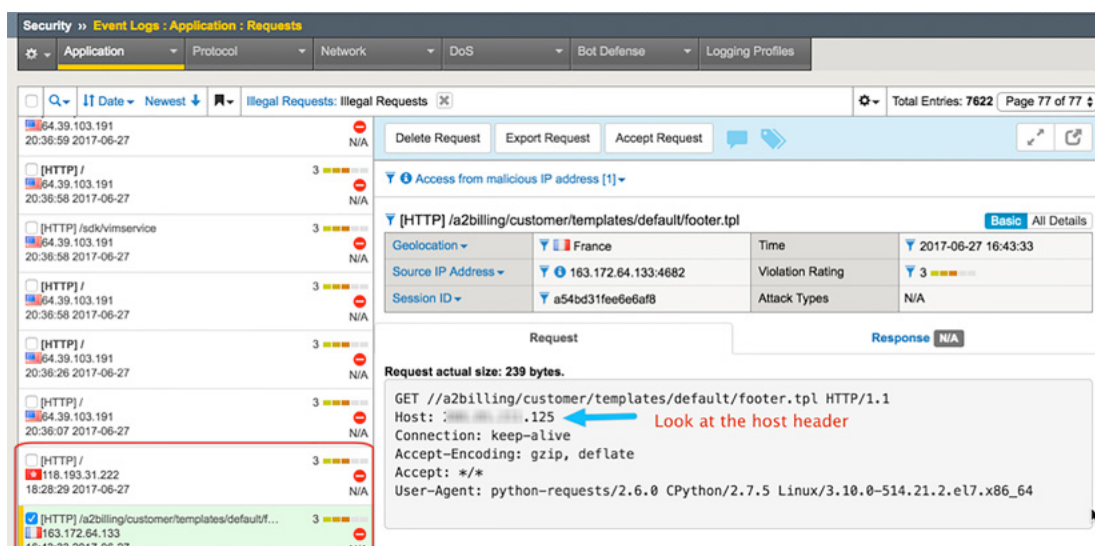 Security » Event Logs : Application : Requests
Application Protocol Network DoS Bot Defense Logging Profiles
Date Newest Illegal Requests: Illegal Requests Total Entries: 7622 Page 77 of 77
64.39.103.191
20:36:59 2017-06-27 N/A
[HTTP] / 3
64.39.103.191
20:36:58 2017-06-27 N/A
[HTTP] /sdk/vimservice 3
64.39.103.191
20:36:58 2017-06-27 N/A
[HTTP] / 3
64.39.103.191
20:36:58 2017-06-27 N/A
[HTTP] / 3
64.39.103.191
20:36:26 2017-06-27 N/A
[HTTP] / 3
64.39.103.191
20:36:07 2017-06-27 N/A
[HTTP] / 3
118.193.31.222
18:28:29 2017-06-27 N/A
[HTTP] /a2billing/customer/templates/default/f... 3
163.172.64.133
Delete Request Export Request Accept Request
Access from malicious IP address [1]
[HTTP] /a2billing/customer/templates/default/footer.tpl Basic All Details
Geolocation France Time 2017-06-27 16:43:33
Source IP Address 163.172.64.133:4682 Violation Rating 3
Session ID a54bd31fee6e6af8 Attack Types N/A
Request Response N/A
Request actual size: 239 bytes.
GET //a2billing/customer/templates/default/footer.tpl HTTP/1.1
Host: .125 Look at the host header
Connection: keep-alive
Accept-Encoding: gzip, deflate
Accept: */*
User-Agent: python-requests/2.6.0 CPython/2.7.5 Linux/3.10.0-514.21.2.el7.x86_64